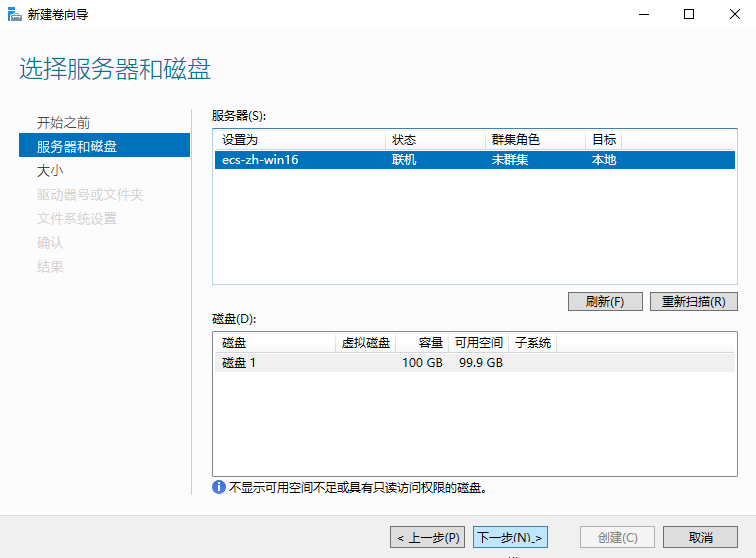 新建卷向导
选择服务器和磁盘
开始之前
服务器和磁盘
大小
驱动器号或文件夹
文件系统设置
确认
结果
服务器(S):
设置为 状态 群集角色 目标
ecs-zh-win16 联机 未群集 本地
刷新(F) 重新扫描(R)
磁盘(D):
磁盘 虚拟磁盘 容量 可用空间 子系统
磁盘 1 100 GB 99.9 GB
不显示可用空间不足或具有只读访问权限的磁盘。
< 上一步(P) 下一步(N) > 创建(C) 取消